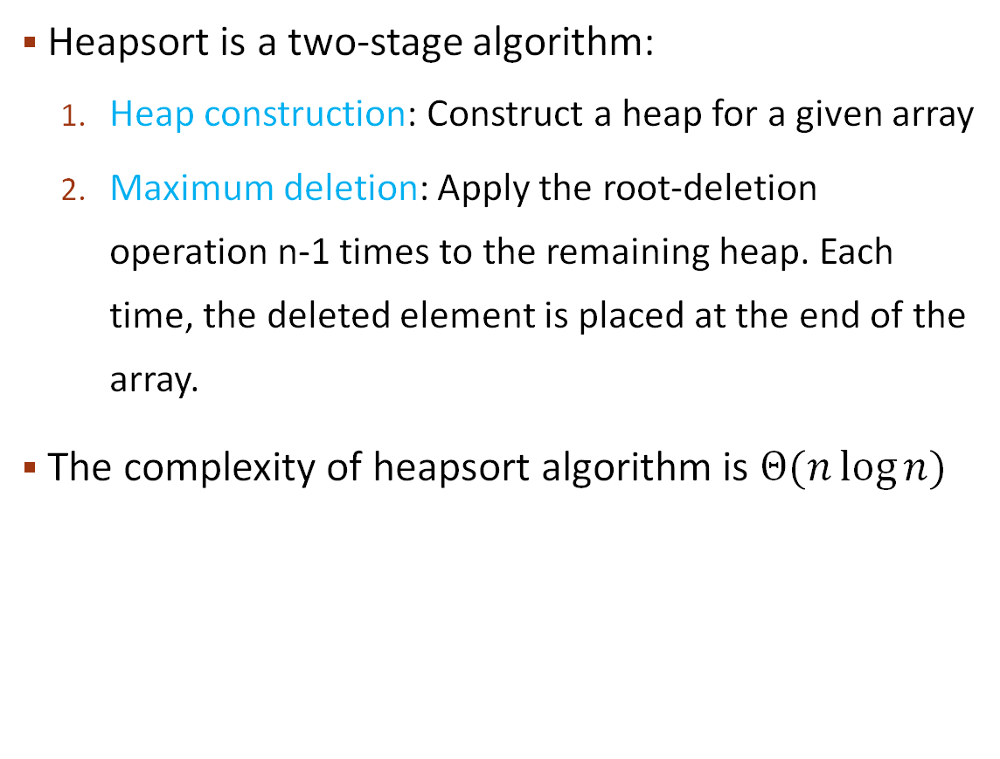 ▪ Heapsort is a two-stage algorithm:
1. Heap construction: Construct a heap for a given array
2. Maximum deletion: Apply the root-deletion
operation n-1 times to the remaining heap. Each
time, the deleted element is placed at the end of the
array.
▪ The complexity of heapsort algorithm is Θ(n log n)